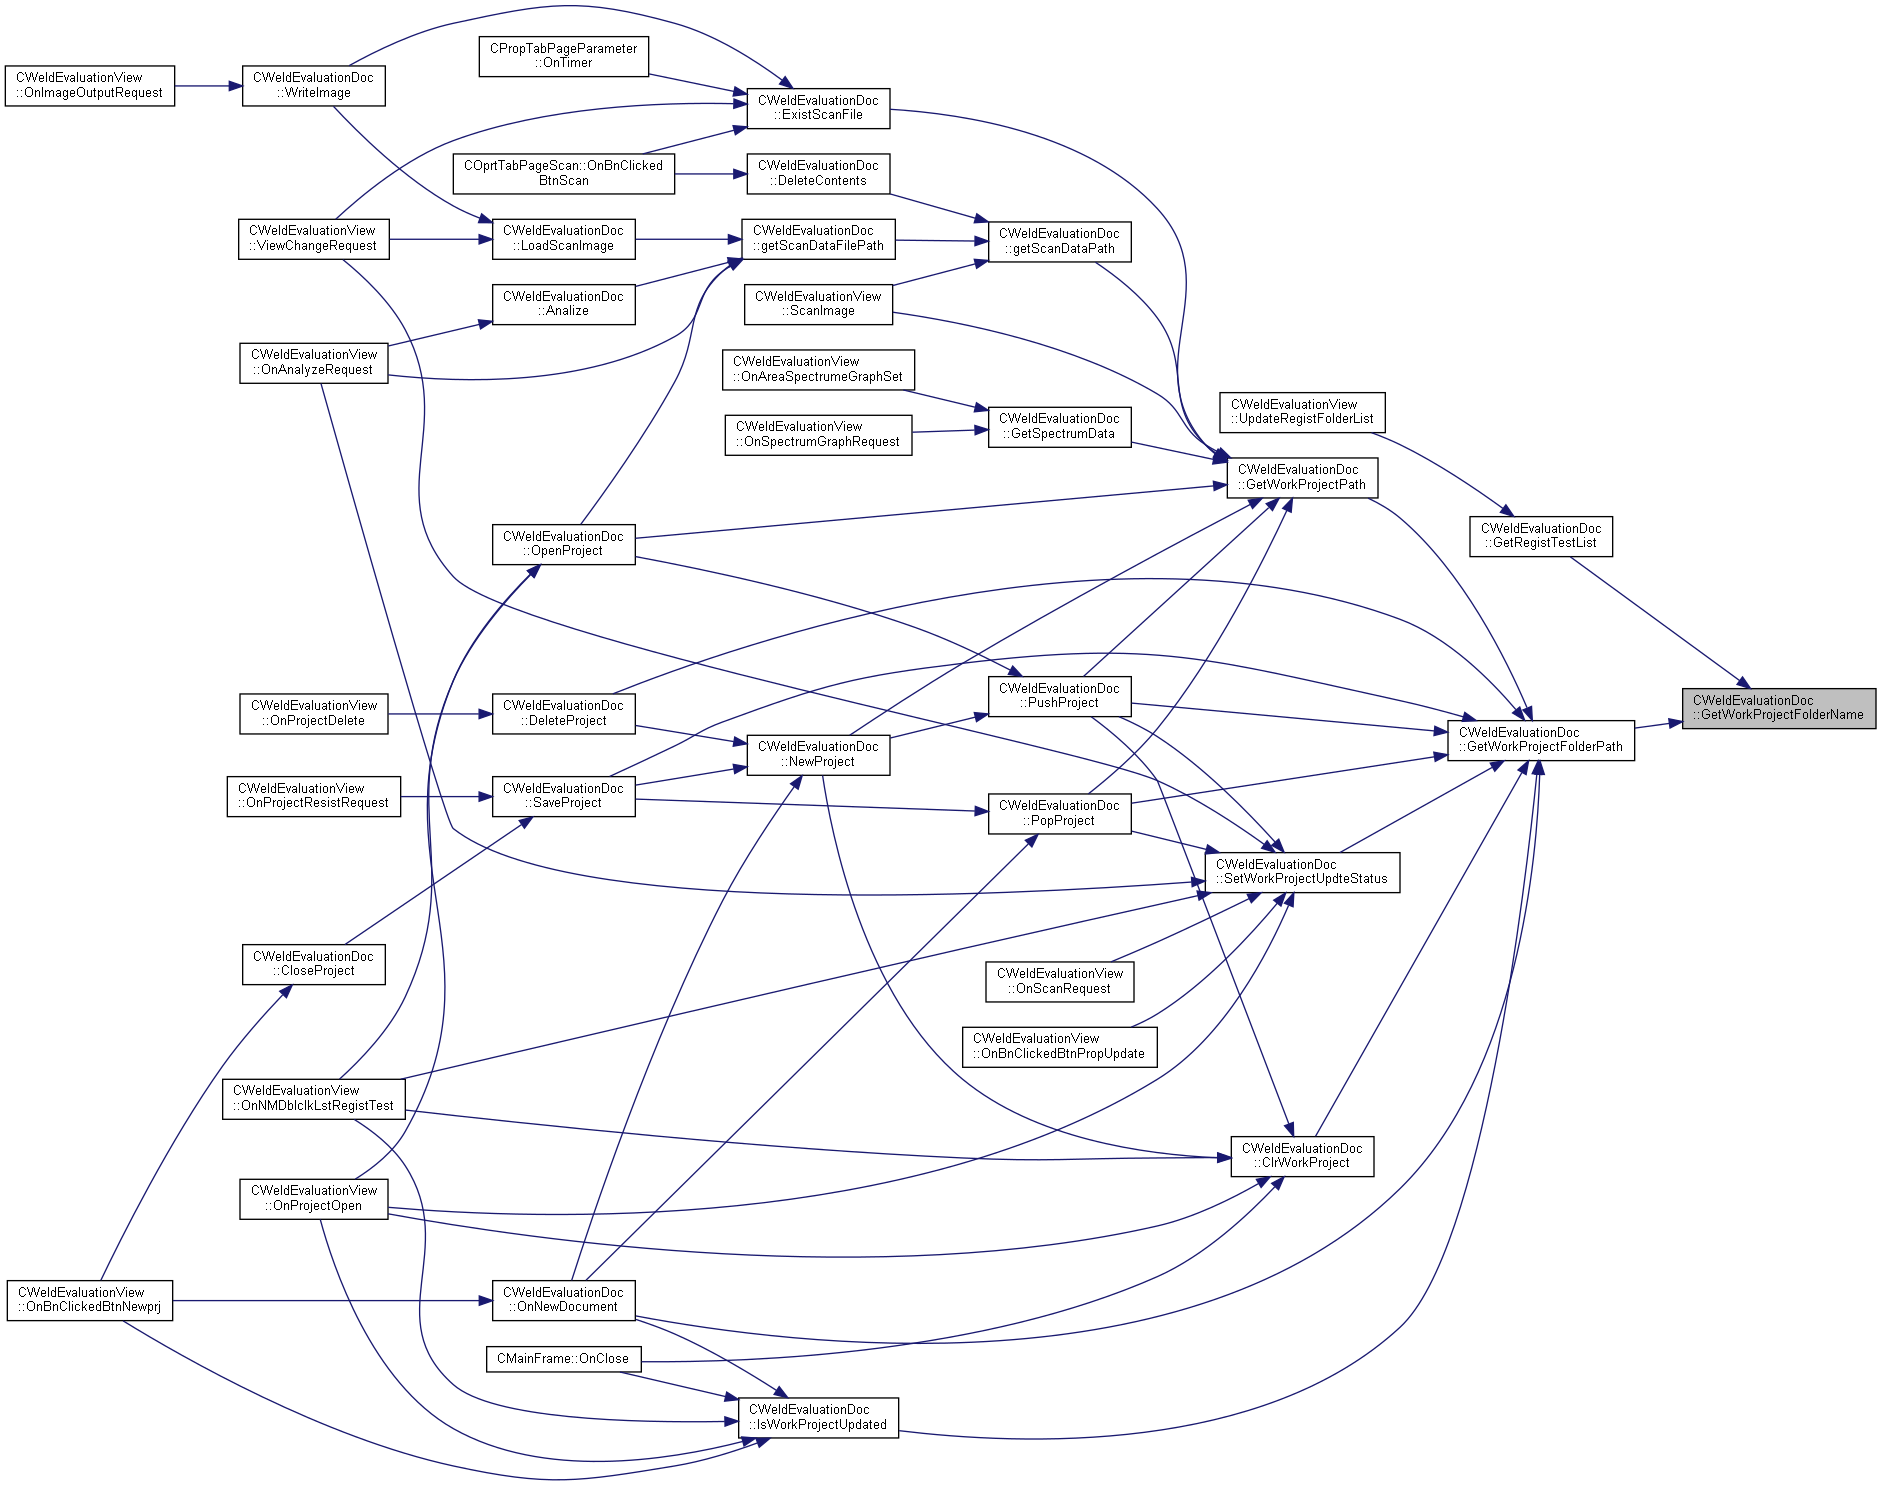 CPropTabPageParameter
::OnTimer
CWeldEvaluationView
::OnImageOutputRequest
CWeldEvaluationDoc
::WriteImage
CWeldEvaluationDoc
::ExistScanFile
COprtTabPageScan::OnBnClicked
BtnScan
CWeldEvaluationDoc
::DeleteContents
CWeldEvaluationView
::ViewChangeRequest
CWeldEvaluationDoc
::LoadScanImage
CWeldEvaluationDoc
::getScanDataFilePath
CWeldEvaluationDoc
::getScanDataPath
CWeldEvaluationDoc
::Analize
CWeldEvaluationView
::ScanImage
CWeldEvaluationView
::OnAnalyzeRequest
CWeldEvaluationView
::OnAreaSpectrumeGraphSet
CWeldEvaluationView
::OnSpectrumGraphRequest
CWeldEvaluationDoc
::GetSpectrumData
CWeldEvaluationView
::UpdateRegistFolderList
CWeldEvaluationDoc
::GetWorkProjectPath
CWeldEvaluationDoc
::OpenProject
CWeldEvaluationDoc
::GetRegistTestList
CWeldEvaluationView
::OnProjectDelete
CWeldEvaluationDoc
::DeleteProject
CWeldEvaluationDoc
::PushProject
CWeldEvaluationDoc
::GetWorkProjectFolderName
CWeldEvaluationDoc
::NewProject
CWeldEvaluationDoc
::GetWorkProjectFolderPath
CWeldEvaluationView
::OnProjectResistRequest
CWeldEvaluationDoc
::SaveProject
CWeldEvaluationDoc
::PopProject
CWeldEvaluationDoc
::SetWorkProjectUpdteStatus
CWeldEvaluationDoc
::CloseProject
CWeldEvaluationView
::OnScanRequest
CWeldEvaluationView
::OnBnClickedBtnPropUpdate
CWeldEvaluationView
::OnNMDblclkLstRegistTest
CWeldEvaluationDoc
::ClrWorkProject
CWeldEvaluationView
::OnProjectOpen
CWeldEvaluationView
::OnBnClickedBtnNewprj
CWeldEvaluationDoc
::OnNewDocument
CMainFrame::OnClose
CWeldEvaluationDoc
::IsWorkProjectUpdated